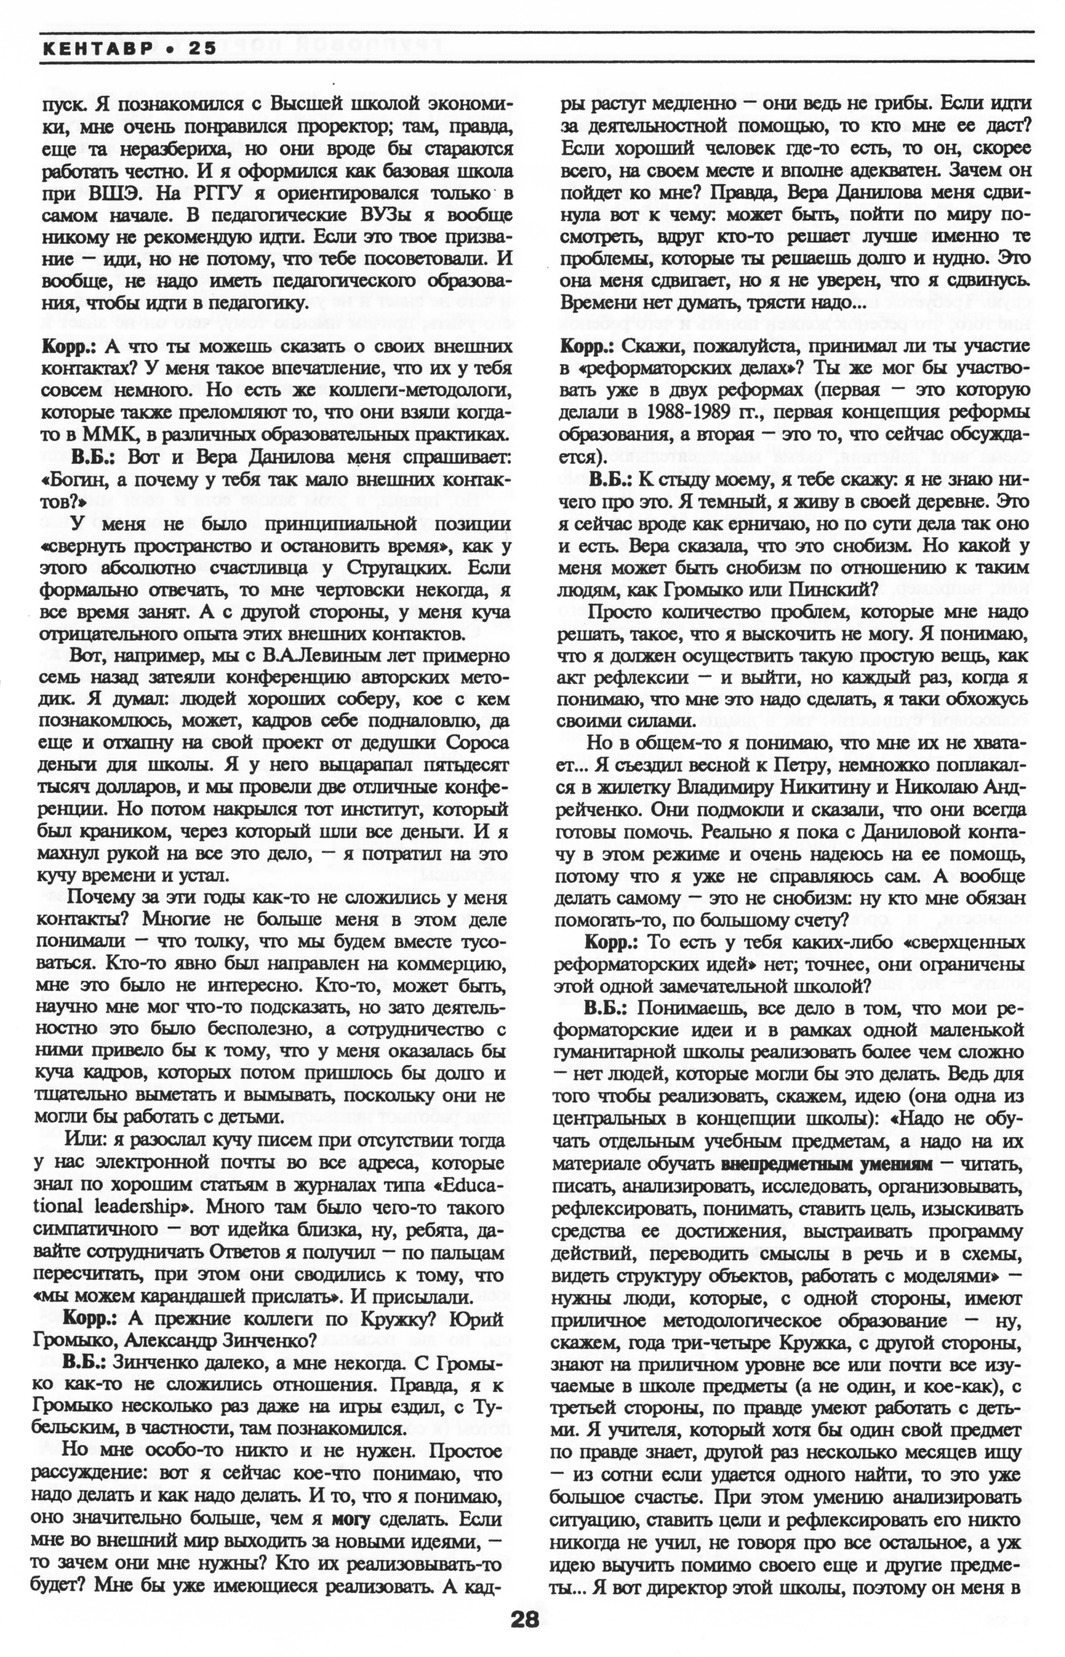 КЕНТАВР • 25
пуск. Я познакомился с Высшей школой экономи-
ки, мне очень понравился проректор; там, правда,
еще та неразбериха, но они вроде бы стараются
работать честно. И я оформился как базовая школа
при ВШЭ. На РГГУ я ориентировался только в
самом начале. В педагогические ВУЗы я вообще
никому не рекомендую идти. Если это твое призва-
ние — иди, но не потому, что тебе посоветовали. И
вообще, не надо иметь педагогического образова-
ния, чтобы идти в педагогику.
Корр.: А что ты можешь сказать о своих внешних
контактах? У меня такое впечатление, что их у тебя
совсем немного. Но есть же коллеги-методологи,
которые также преломляют то, что они взяли когда-
то в ММК, в различных образовательных практиках.
В.Б.: Вот и Вера Данилова меня спрашивает:
«Богин, а почему у тебя так мало внешних контак-
тов?»
У меня не было принципиальной позиции
«свернуть пространство и остановить время», как у
этого абсолютно счастливца у Стругацких. Если
формально отвечать, то мне чертовски некогда, я
все время занят. А с другой стороны, у меня куча
отрицательного опыта этих внешних контактов.
Вот, например, мы с В.А.Левиным лет примерно
семь назад затеяли конференцию авторских мето-
дик. Я думал: людей хороших соберу, кое с кем
познакомлюсь, может, кадров себе подналовлю, да
еще и отхапну на свой проект от дедушки Сороса
деньги для школы. Я у него выцарапал пятьдесят
тысяч долларов, и мы провели две отличные конфе-
ренции. Но потом накрылся тот институт, который
был краником, через который шли все деньги. И я
махнул рукой на все это дело, — я потратил на это
кучу времени и устал.
Почему за эти годы как-то не сложились у меня
контакты? Многие не больше меня в этом деле
понимали — что толку, что мы будем вместе тусо-
ваться. Кто-то явно был направлен на коммерцию,
мне это было не интересно. Кто-то, может быть,
научно мне мог что-то подсказать, но зато деятель-
ностно это было бесполезно, а сотрудничество с
ними привело бы к тому, что у меня оказалась бы
куча кадров, которых потом пришлось бы долго и
тщательно выметать и вымывать, поскольку они не
могли бы работать с детьми.
Или: я разослал кучу писем при отсутствии тогда
у нас электронной почты во все адреса, которые
знал по хорошим статьям в журналах типа «Educa-
tional leadership». Много там было чего-то такого
симпатичного — вот идейка близка, ну, ребята, да-
вайте сотрудничать Ответов я получил — по пальцам
пересчитать, при этом они сводились к тому, что
«мы можем карандашей прислать». И присылали.
Корр.: А прежние коллеги по Кружку? Юрий
Громыко, Александр Зинченко?
В.Б.: Зинченко далеко, а мне некогда. С Громы-
ко как-то не сложились отношения. Правда, я к
Громыко несколько раз даже на игры ездил, с Ту-
бельским, в частности, там познакомился.
Но мне особо-то никто и не нужен. Простое
рассуждение: вот я сейчас кое-что понимаю, что
надо делать и как надо делать. И то, что я понимаю,
оно значительно больше, чем я могу сделать. Если
мне во внешний мир выходить за новыми идеями, —
то зачем они мне нужны? Кто их реализовывать-то
будет? Мне бы уже имеющиеся реализовать. А кад-
ры растут медленно — они ведь не грибы. Если идти
за деятельностной помощью, то кто мне ее даст?
Если хороший человек где-то есть, то он, скорее
всего, на своем месте и вполне адекватен. Зачем он
пойдет ко мне? Правда, Вера Данилова меня сдви-
нула вот к чему: может быть, пойти по миру по-
смотреть, вдруг кто-то решает лучше именно те
проблемы, которые ты решаешь долго и нудно. Это
она меня сдвигает, но я не уверен, что я сдвинусь.
Времени нет думать, трясти надо...
Корр.: Скажи, пожалуйста, принимал ли ты участие
в «реформаторских делах»? Ты же мог бы участво-
вать уже в двух реформах (первая — это которую
делали в 1988-1989 гг., первая концепция реформы
образования, а вторая — это то, что сейчас обсужда-
ется).
В.Б.: К стыду моему, я тебе скажу: я не знаю ни-
чего про это. Я темный, я живу в своей деревне. Это
я сейчас вроде как ерничаю, но по сути дела так оно
и есть. Вера сказала, что это снобизм. Но какой у
меня может быть снобизм по отношению к таким
людям, как Громыко или Пинский?
Просто количество проблем, которые мне надо
решать, такое, что я выскочить не могу. Я понимаю,
что я должен осуществить такую простую вещь, как
акт рефлексии — и выйти, но каждый раз, когда я
понимаю, что мне это надо сделать, я таки обхожусь
своими силами.
Но в общем-то я понимаю, что мне их не хвата-
ет... Я съездил весной к Петру, немножко поплакал-
ся в жилетку Владимиру Никитину и Николаю Анд-
рейченко. Они подмокли и сказали, что они всегда
готовы помочь. Реально я пока с Даниловой конта-
чу в этом режиме и очень надеюсь на ее помощь,
потому что я уже не справляюсь сам. А вообще
делать самому — это не снобизм: ну кто мне обязан
помогать-то, по большому счету?
Корр.: То есть у тебя каких-либо «сверхценных
реформаторских идей» нет; точнее, они ограничены
этой одной замечательной школой?
В.Б.: Понимаешь, все дело в том, что мои ре-
форматорские идеи и в рамках одной маленькой
гуманитарной школы реализовать более чем сложно
— нет людей, которые могли бы это делать. Ведь для
того чтобы реализовать, скажем, идею (она одна из
центральных в концепции школы): «Надо не обу-
чать отдельным учебным предметам, а надо на их
материале обучать внепредметным умениям — читать,
писать, анализировать, исследовать, организовывать,
рефлексировать, понимать, ставить цель, изыскивать
средства ее достижения, выстраивать программу
действий, переводить смыслы в речь и в схемы,
видеть структуру объектов, работать с моделями» —
нужны люди, которые, с одной стороны, имеют
приличное методологическое образование — ну,
скажем, года три-четыре Кружка, с другой стороны,
знают на приличном уровне все или почти все изу-
чаемые в школе предметы (а не один, и кое-как), с
третьей стороны, по правде умеют работать с деть-
ми. Я учителя, который хотя бы один свой предмет
по правде знает, другой раз несколько месяцев ищу
— из сотни если удается одного найти, то это уже
большое счастье. При этом умению анализировать
ситуацию, ставить цели и рефлексировать его никто
никогда не учил, не говоря про все остальное, а уж
идею выучить помимо своего еще и другие предме-
ты... Я вот директор этой школы, поэтому он меня в
28